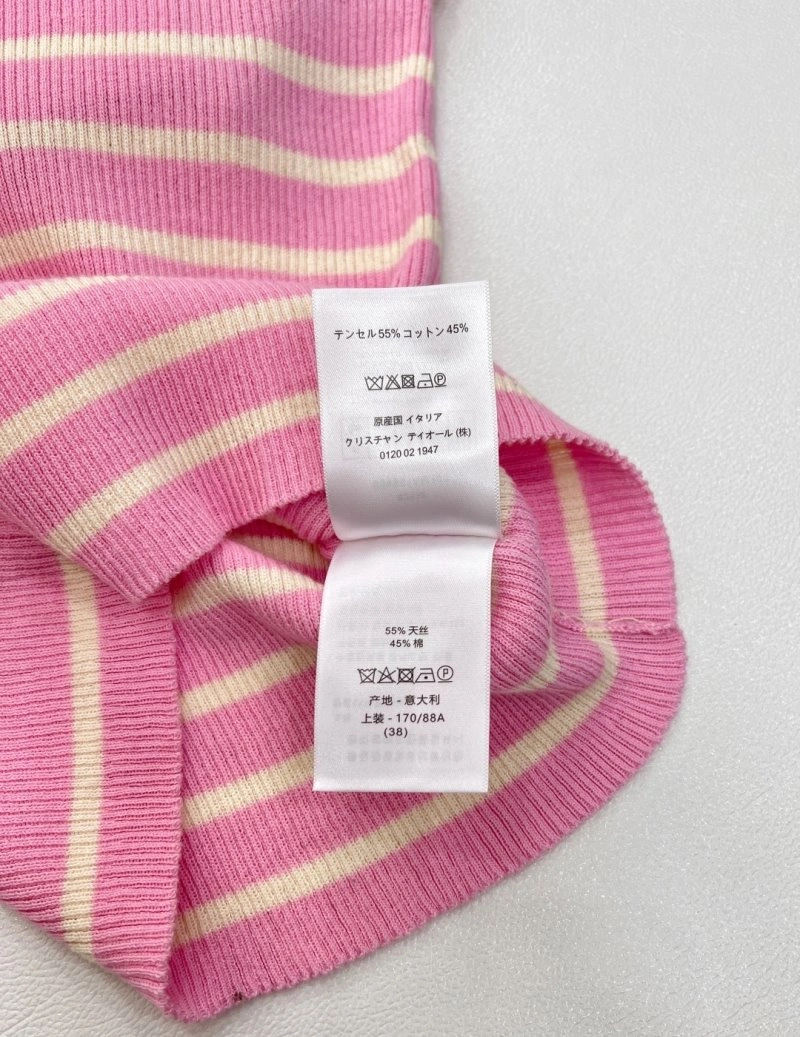 テンセル55% コットン45%
原産国 イタリア
クリスチャン テイオール (株)
0120 02 1947
55% 天丝
45% 棉
产地 - 意大利
上装 - 170/88A
(38)